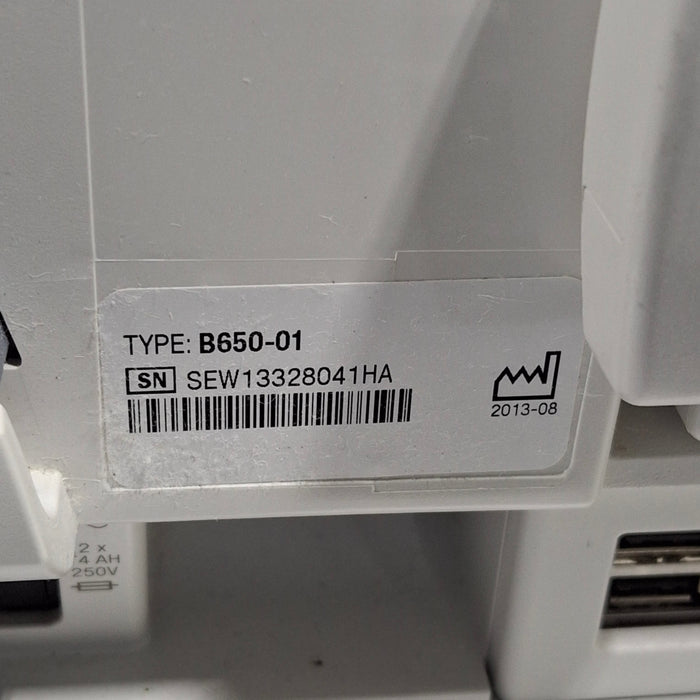 TYPE: B650-01
SN SEW13328041HA
2013-08
2 x
4 AH
250V